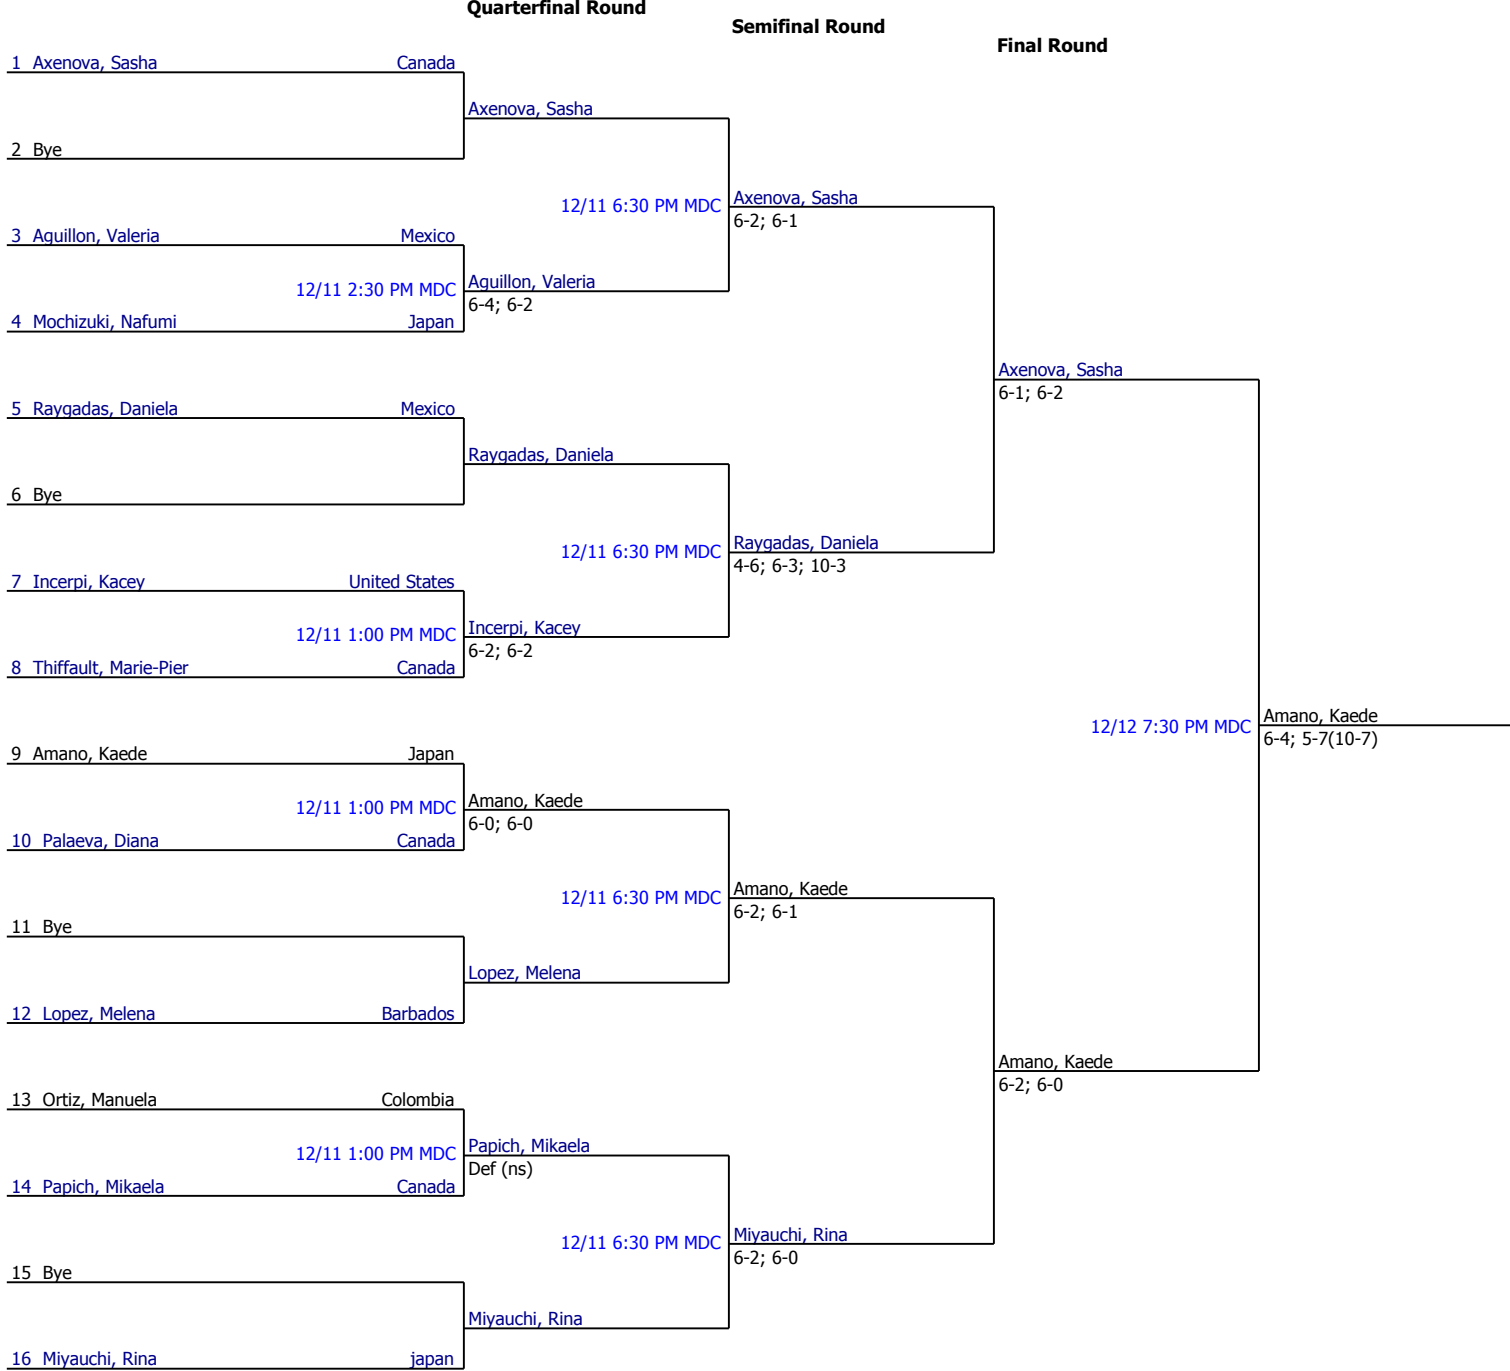 Quarterfinal Round
Semifinal Round
Final Round
1 Axenova, Sasha Canada
Axenova, Sasha
2 Bye
12/11 6:30 PM MDC Axenova, Sasha
6-2; 6-1
3 Aguillon, Valeria Mexico
12/11 2:30 PM MDC Aguillon, Valeria
6-4; 6-2
4 Mochizuki, Nafumi Japan
Axenova, Sasha
6-1; 6-2
5 Raygadas, Daniela Mexico
Raygadas, Daniela
6 Bye
12/11 6:30 PM MDC Raygadas, Daniela
4-6; 6-3; 10-3
7 Incerpi, Kacey United States
12/11 1:00 PM MDC Incerpi, Kacey
6-2; 6-2
8 Thiffault, Marie-Pier Canada
12/12 7:30 PM MDC Amano, Kaede
6-4; 5-7(10-7)
9 Amano, Kaede Japan
12/11 1:00 PM MDC Amano, Kaede
6-0; 6-0
10 Palaeva, Diana Canada
12/11 6:30 PM MDC Amano, Kaede
6-2; 6-1
11 Bye
Lopez, Melena
12 Lopez, Melena Barbados
Amano, Kaede
6-2; 6-0
13 Ortiz, Manuela Colombia
12/11 1:00 PM MDC Papich, Mikaela
Def (ns)
14 Papich, Mikaela Canada
12/11 6:30 PM MDC Miyauchi, Rina
6-2; 6-0
15 Bye
Miyauchi, Rina
16 Miyauchi, Rina japan